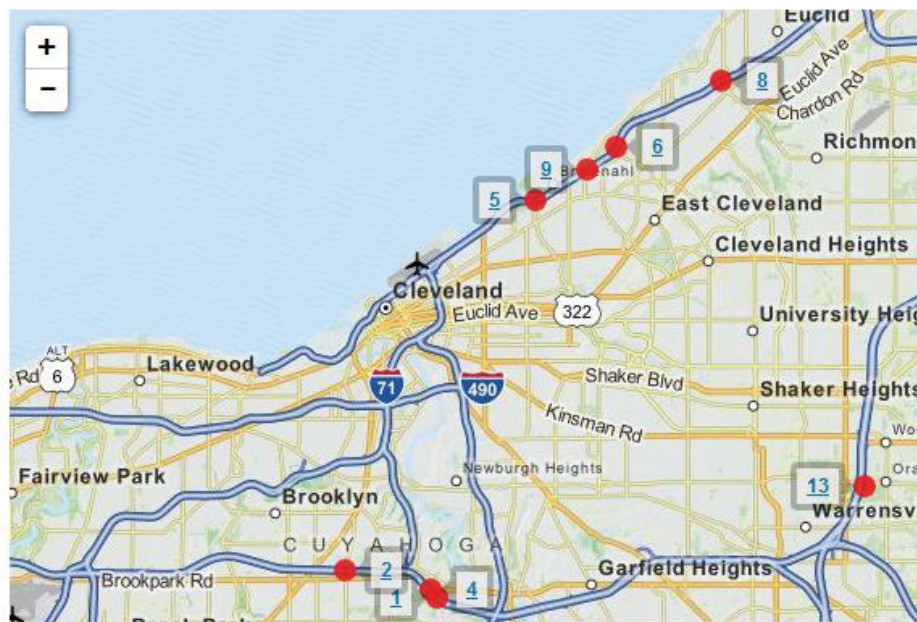 +
−
Euclid
Euclid Ave
Chardon Rd
8
6
Richmon
9
5
East Cleveland
Cleveland Heights
Cleveland
Euclid Ave
322
University Heig
ALT
6
Lakewood
71
490
Shaker Blvd
Shaker Heights
Kinsman Rd
Woo
Newburgh Heights
Fairview Park
13
Ora
Brooklyn
Warrensv
CUYAHOGA
2
Brookpark Rd
1
4
Garfield Heights